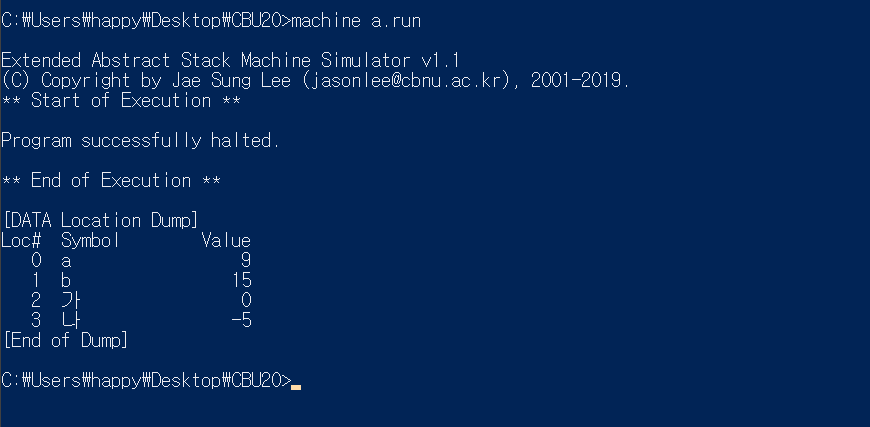 C:₩Users₩happy₩Desktop₩CBU20>machine a.run
Extended Abstract Stack Machine Simulator v1.1
(C) Copyright by Jae Sung Lee (jasonlee@cbnu.ac.kr), 2001-2019.
** Start of Execution **
Program successfully halted.
** End of Execution **
[DATA Location Dump]
Loc# Symbol Value
0 a 9
1 b 15
2 가 0
3 나 -5
[End of Dump]
C:₩Users₩happy₩Desktop₩CBU20>